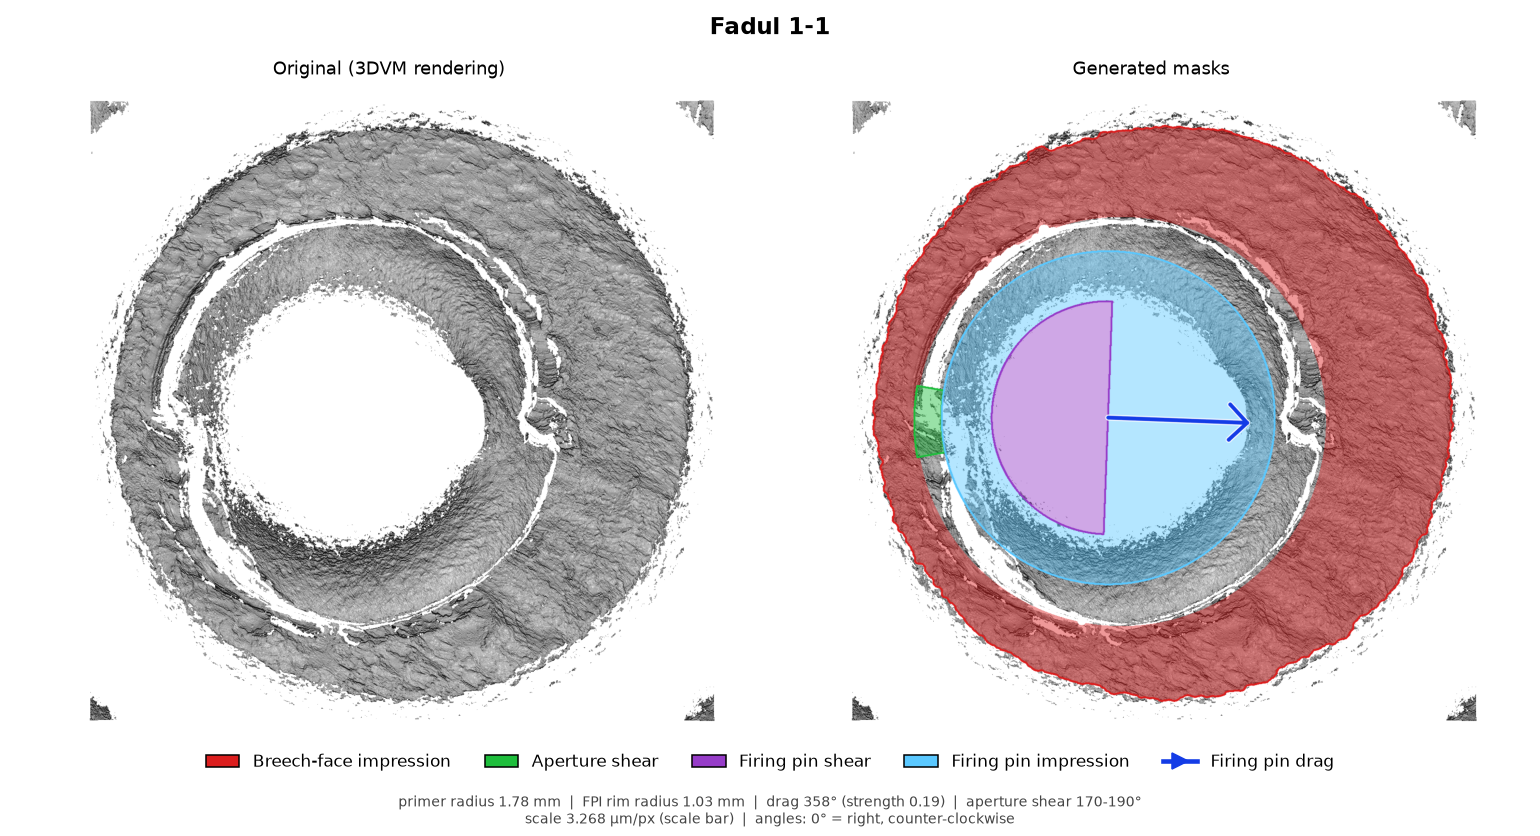 Fadul 1-1
Original (3DVM rendering)
Generated masks
Breech-face impression
Aperture shear
Firing pin shear
Firing pin impression
Firing pin drag
primer radius 1.78 mm | FPI rim radius 1.03 mm | drag 358° (strength 0.19) | aperture shear 170-190°
scale 3.268 µm/px (scale bar) | angles: 0° = right, counter-clockwise